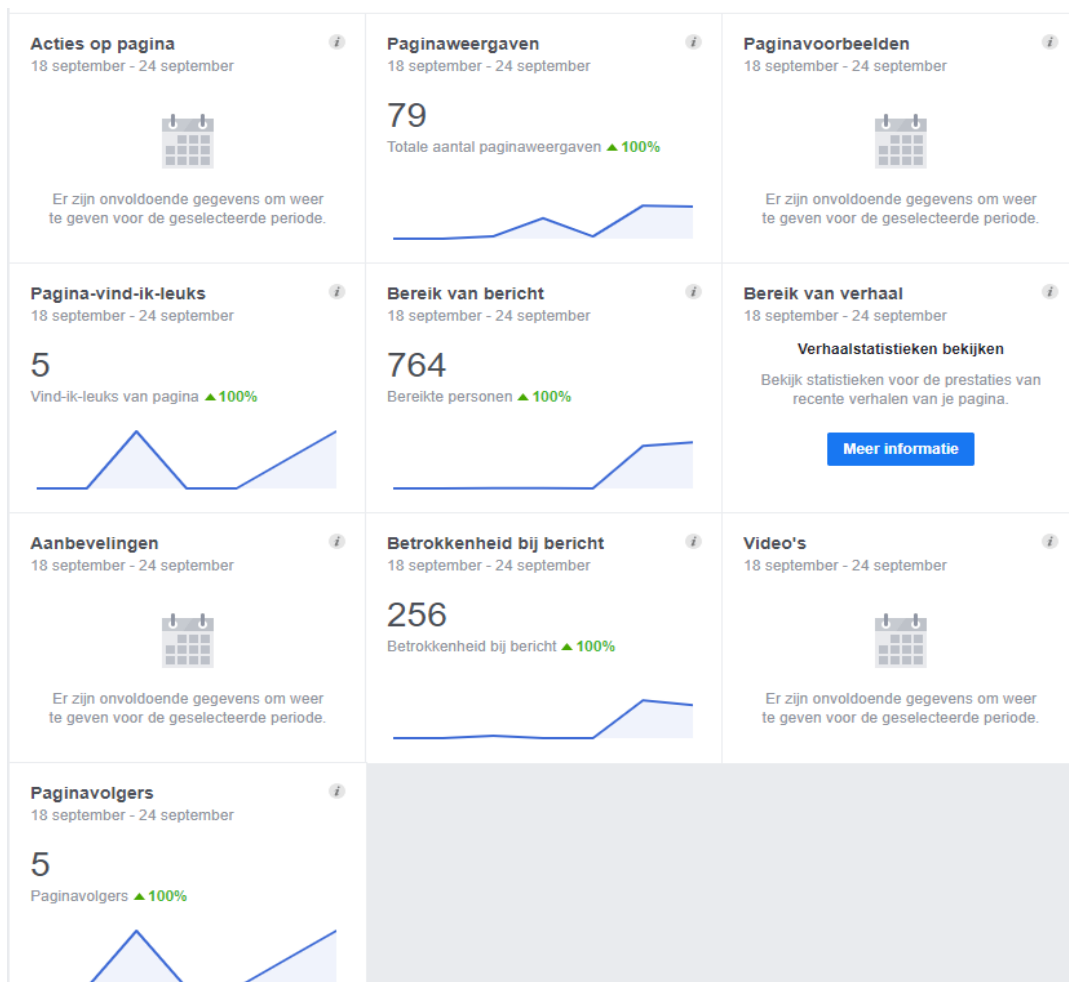 Acties op pagina
18 september - 24 september
Er zijn onvoldoende gegevens om weer
te geven voor de geselecteerde periode.
Paginaweergaven
18 september - 24 september
79
Totale aantal paginaweergaven ▲ 100%
Paginavoorbeelden
18 september - 24 september
Er zijn onvoldoende gegevens om weer
te geven voor de geselecteerde periode.
Pagina-vind-ik-leuks
18 september - 24 september
5
Vind-ik-leuks van pagina ▲ 100%
Bereik van bericht
18 september - 24 september
764
Bereikte personen ▲ 100%
Bereik van verhaal
18 september - 24 september
Verhaalstatistieken bekijken
Bekijk statistieken voor de prestaties van
recente verhalen van je pagina.
Meer informatie
Aanbevelingen
18 september - 24 september
Er zijn onvoldoende gegevens om weer
te geven voor de geselecteerde periode.
Betrokkenheid bij bericht
18 september - 24 september
256
Betrokkenheid bij bericht ▲ 100%
Video's
18 september - 24 september
Er zijn onvoldoende gegevens om weer
te geven voor de geselecteerde periode.
Paginavolgers
18 september - 24 september
5
Paginavolgers ▲ 100%